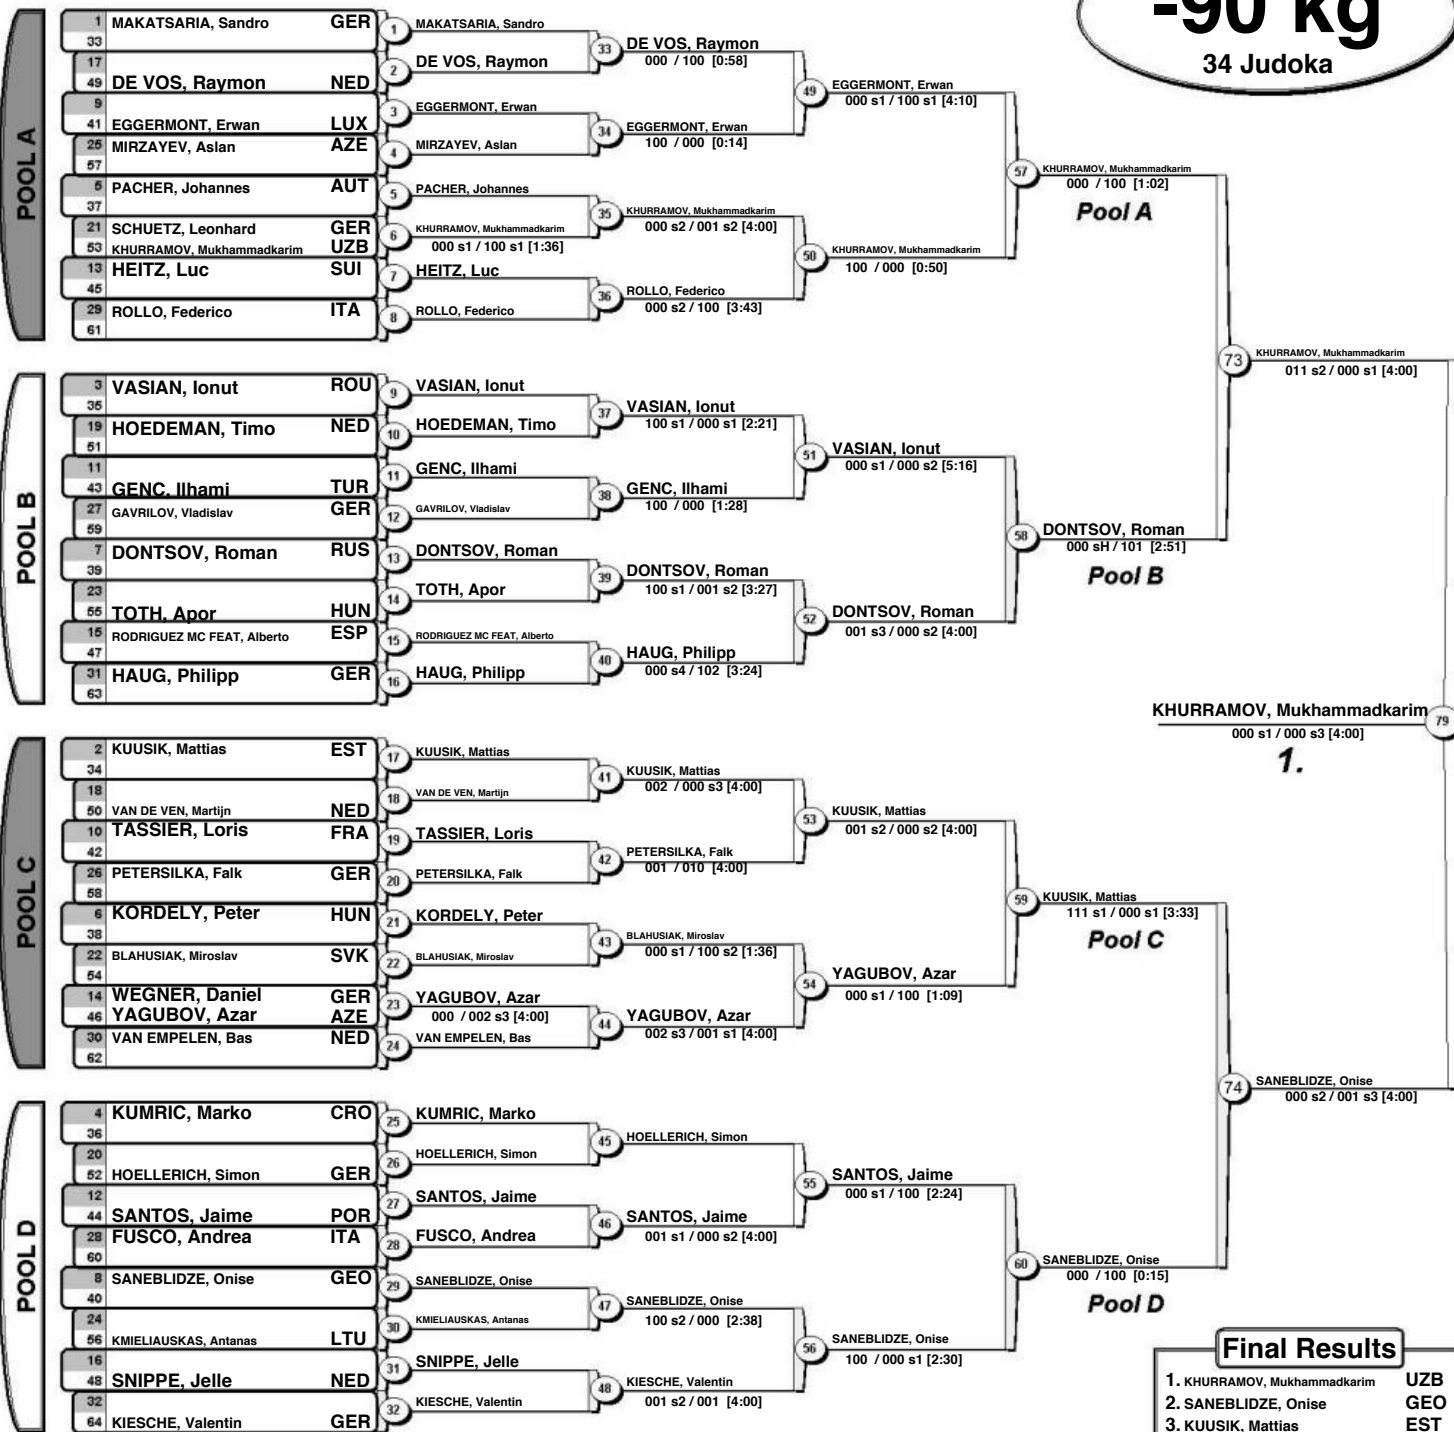 -90 kg
34 Judoka
POOL A
1 MAKATSARIA, Sandro GER
33
17
49 DE VOS, Raymon NED
9
41 EGGERMONT, Erwan LUX
25 MIRZAYEV, Aslan AZE
57
5 PACHER, Johannes AUT
37
21 SCHUETZ, Leonhard GER
53 KHURRAMOV, Mukhammadkarim UZB
13 HEITZ, Luc SUI
45
29 ROLLO, Federico ITA
61
1 MAKATSARIA, Sandro
2 DE VOS, Raymon
3 EGGERMONT, Erwan
4 MIRZAYEV, Aslan
5 PACHER, Johannes
6 KHURRAMOV, Mukhammadkarim
000 s1 / 100 s1 [1:36]
7 HEITZ, Luc
8 ROLLO, Federico
33 DE VOS, Raymon
000 / 100 [0:58]
34 EGGERMONT, Erwan
100 / 000 [0:14]
35 KHURRAMOV, Mukhammadkarim
000 s2 / 001 s2 [4:00]
36 ROLLO, Federico
000 s2 / 100 [3:43]
49 EGGERMONT, Erwan
000 s1 / 100 s1 [4:10]
50 KHURRAMOV, Mukhammadkarim
100 / 000 [0:50]
57 KHURRAMOV, Mukhammadkarim
000 / 100 [1:02]
Pool A
POOL B
3 VASIAN, Ionut ROU
35
19 HOEDEMAN, Timo NED
51
11
43 GENC, Ilhami TUR
27 GAVRILOV, Vladislav GER
59
7 DONTSOV, Roman RUS
39
23
55 TOTH, Apor HUN
15 RODRIGUEZ MC FEAT, Alberto ESP
47
31 HAUG, Philipp GER
63
9 VASIAN, Ionut
10 HOEDEMAN, Timo
11 GENC, Ilhami
12 GAVRILOV, Vladislav
13 DONTSOV, Roman
14 TOTH, Apor
15 RODRIGUEZ MC FEAT, Alberto
16 HAUG, Philipp
37 VASIAN, Ionut
100 s1 / 000 s1 [2:21]
38 GENC, Ilhami
100 / 000 [1:28]
39 DONTSOV, Roman
100 s1 / 001 s2 [3:27]
40 HAUG, Philipp
000 s4 / 102 [3:24]
51 VASIAN, Ionut
000 s1 / 000 s2 [5:16]
52 DONTSOV, Roman
001 s3 / 000 s2 [4:00]
58 DONTSOV, Roman
000 sH / 101 [2:51]
Pool B
73 KHURRAMOV, Mukhammadkarim
011 s2 / 000 s1 [4:00]
KHURRAMOV, Mukhammadkarim 79
000 s1 / 000 s3 [4:00]
1.
POOL C
2 KUUSIK, Mattias EST
34
18
50 VAN DE VEN, Martijn NED
10 TASSIER, Loris FRA
42
26 PETERSILKA, Falk GER
58
6 KORDELY, Peter HUN
38
22 BLAHUSIAK, Miroslav SVK
54
14 WEGNER, Daniel GER
46 YAGUBOV, Azar AZE
30 VAN EMPELEN, Bas NED
62
17 KUUSIK, Mattias
18 VAN DE VEN, Martijn
19 TASSIER, Loris
20 PETERSILKA, Falk
21 KORDELY, Peter
22 BLAHUSIAK, Miroslav
23 YAGUBOV, Azar
000 / 002 s3 [4:00]
24 VAN EMPELEN, Bas
41 KUUSIK, Mattias
002 / 000 s3 [4:00]
42 PETERSILKA, Falk
001 / 010 [4:00]
43 BLAHUSIAK, Miroslav
000 s1 / 100 s2 [1:36]
44 YAGUBOV, Azar
002 s3 / 001 s1 [4:00]
53 KUUSIK, Mattias
001 s2 / 000 s2 [4:00]
54 YAGUBOV, Azar
000 s1 / 100 [1:09]
59 KUUSIK, Mattias
111 s1 / 000 s1 [3:33]
Pool C
POOL D
4 KUMRIC, Marko CRO
36
20
52 HOELLERICH, Simon GER
12
44 SANTOS, Jaime POR
28 FUSCO, Andrea ITA
60
8 SANEBLIDZE, Onise GEO
40
24
56 KMIELIAUSKAS, Antanas LTU
16
48 SNIPPE, Jelle NED
32
64 KIESCHE, Valentin GER
25 KUMRIC, Marko
26 HOELLERICH, Simon
27 SANTOS, Jaime
28 FUSCO, Andrea
29 SANEBLIDZE, Onise
30 KMIELIAUSKAS, Antanas
31 SNIPPE, Jelle
32 KIESCHE, Valentin
45 HOELLERICH, Simon
46 SANTOS, Jaime
001 s1 / 000 s2 [4:00]
47 SANEBLIDZE, Onise
100 s2 / 000 [2:38]
48 KIESCHE, Valentin
001 s2 / 001 [4:00]
55 SANTOS, Jaime
000 s1 / 100 [2:24]
56 SANEBLIDZE, Onise
100 / 000 s1 [2:30]
60 SANEBLIDZE, Onise
000 / 100 [0:15]
Pool D
74 SANEBLIDZE, Onise
000 s2 / 001 s3 [4:00]
Final Results
1. KHURRAMOV, Mukhammadkarim UZB
2. SANEBLIDZE, Onise GEO
3. KUUSIK, Mattias EST